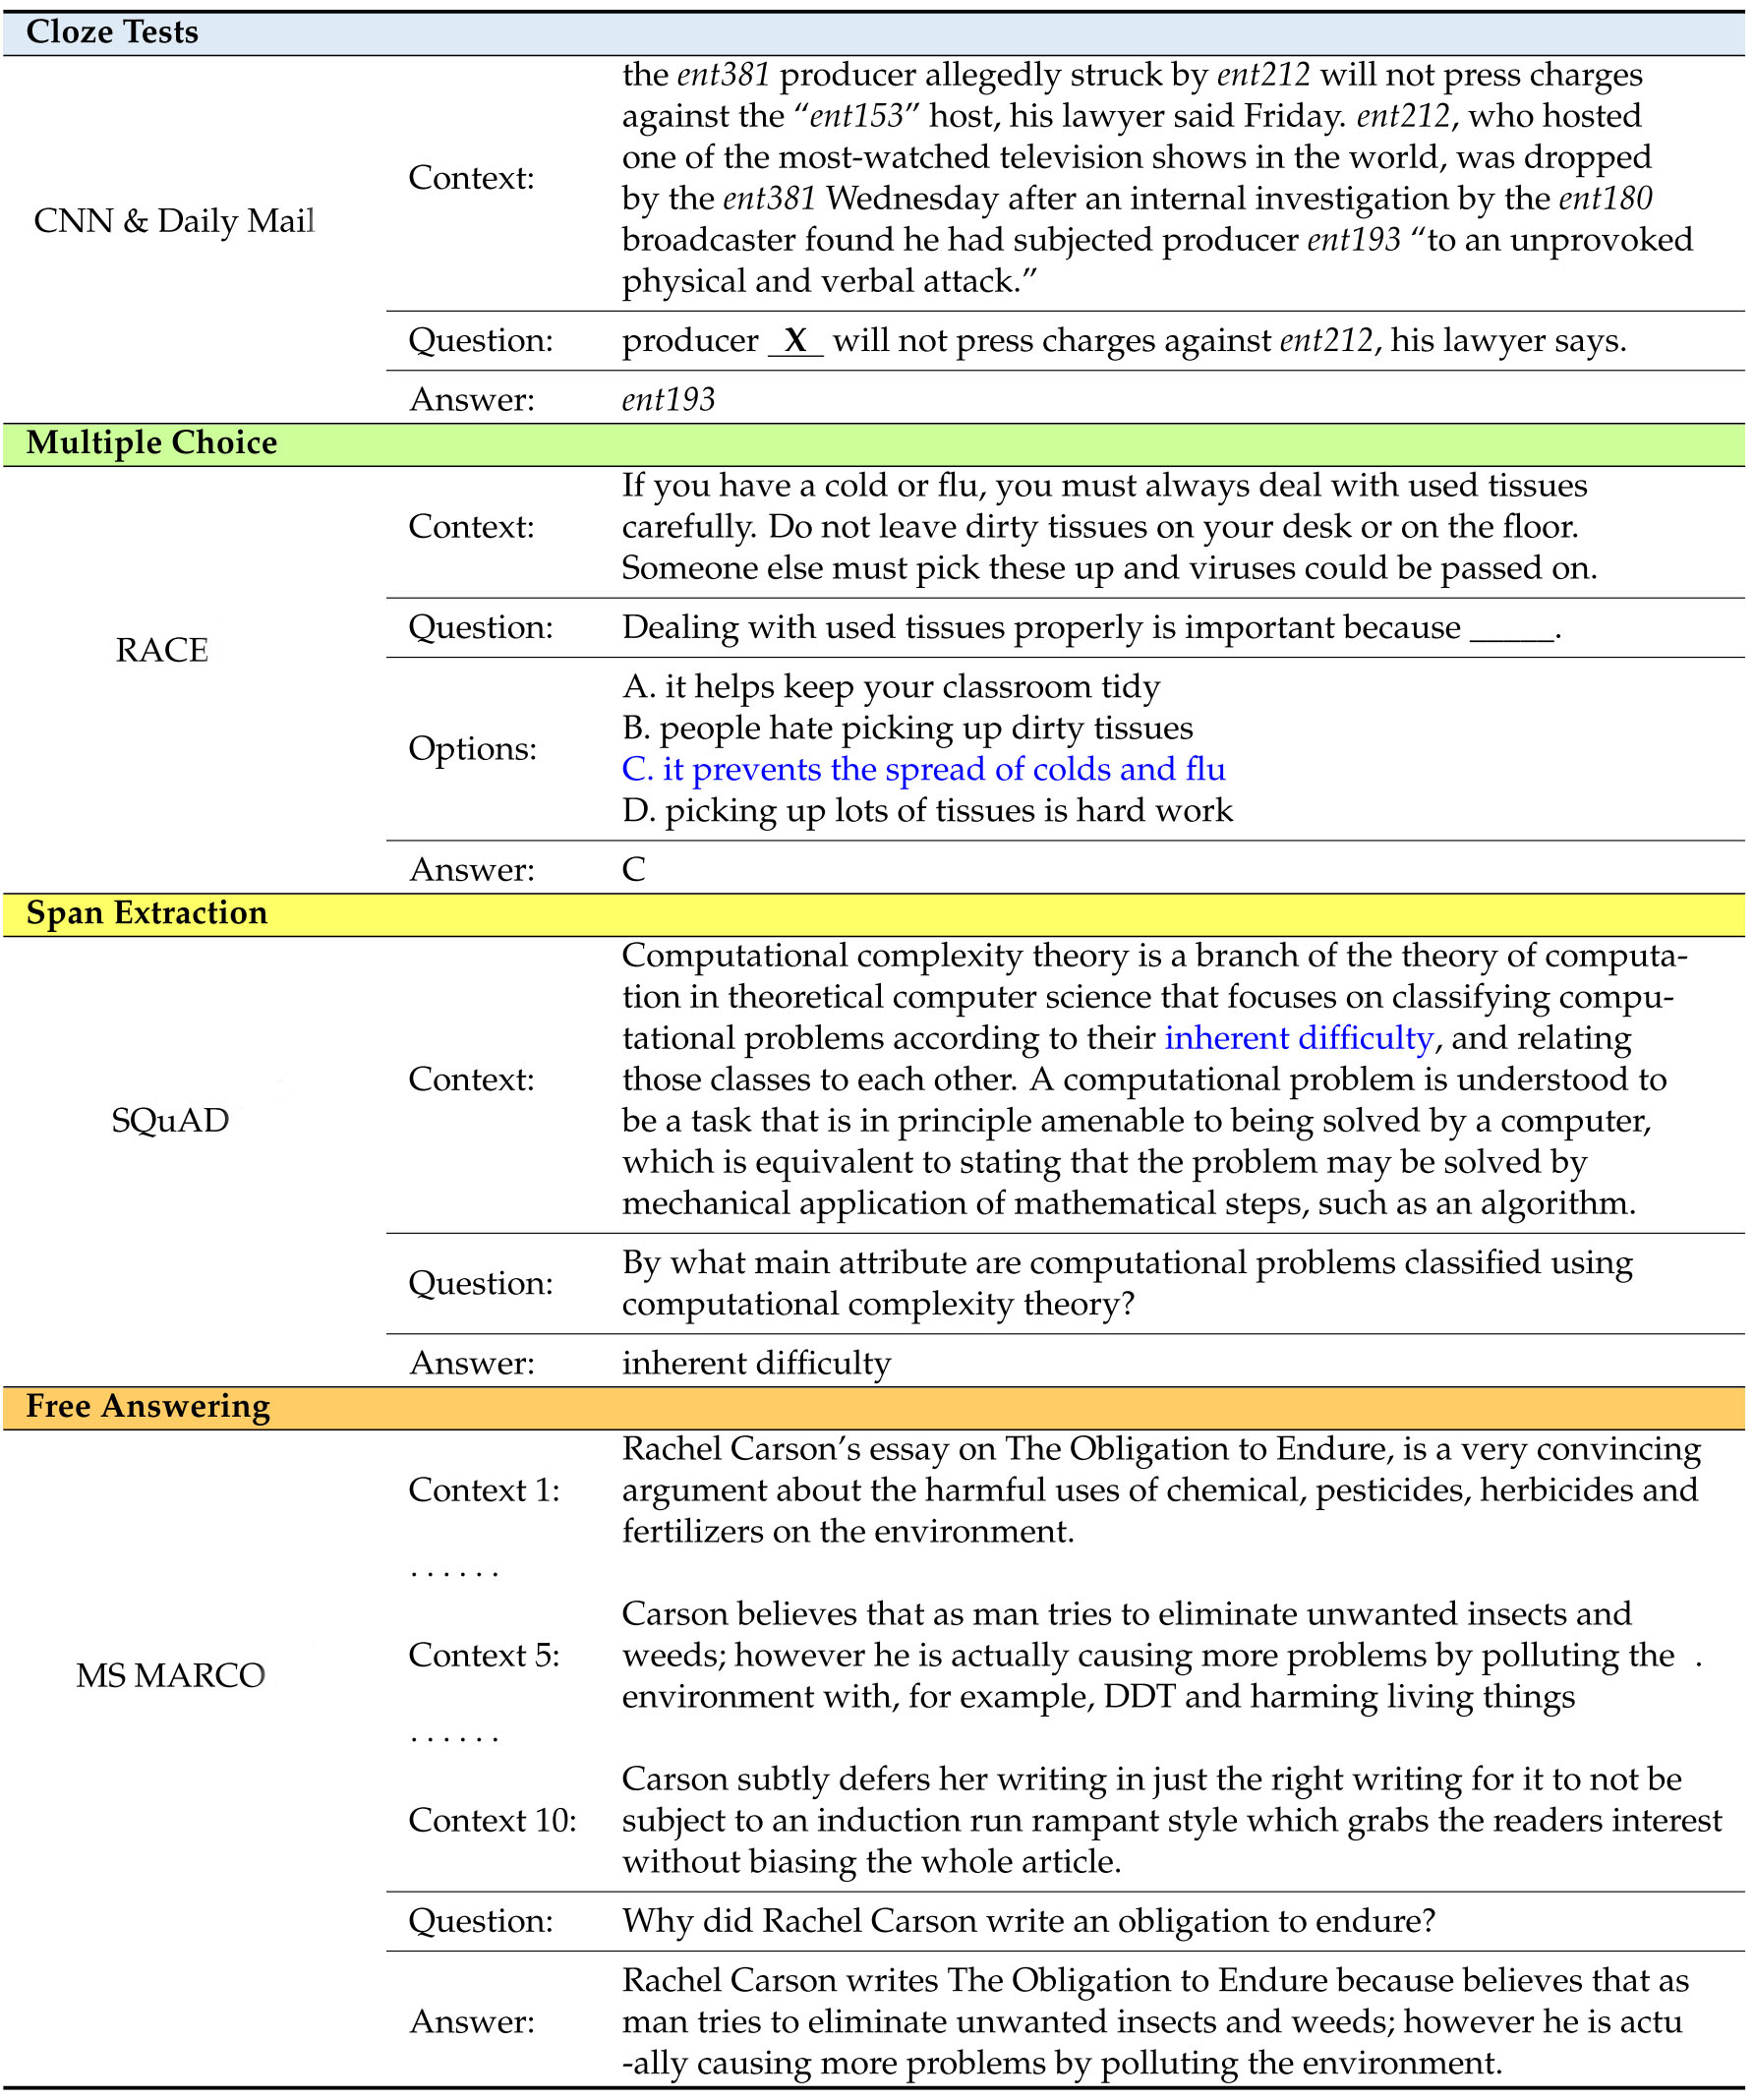 Cloze Tests
CNN & Daily Mail
Context:
the ent381 producer allegedly struck by ent212 will not press charges
against the “ent153” host, his lawyer said Friday. ent212, who hosted
one of the most-watched television shows in the world, was dropped
by the ent381 Wednesday after an internal investigation by the ent180
broadcaster found he had subjected producer ent193 “to an unprovoked
physical and verbal attack.”
Question: producer X will not press charges against ent212, his lawyer says.
Answer: ent193
Multiple Choice
RACE
Context:
If you have a cold or flu, you must always deal with used tissues
carefully. Do not leave dirty tissues on your desk or on the floor.
Someone else must pick these up and viruses could be passed on.
Question: Dealing with used tissues properly is important because _____.
Options:
A. it helps keep your classroom tidy
B. people hate picking up dirty tissues
C. it prevents the spread of colds and flu
D. picking up lots of tissues is hard work
Answer: C
Span Extraction
SQuAD
Context:
Computational complexity theory is a branch of the theory of computa-
tion in theoretical computer science that focuses on classifying compu-
tational problems according to their inherent difficulty, and relating
those classes to each other. A computational problem is understood to
be a task that is in principle amenable to being solved by a computer,
which is equivalent to stating that the problem may be solved by
mechanical application of mathematical steps, such as an algorithm.
Question:
By what main attribute are computational problems classified using
computational complexity theory?
Answer: inherent difficulty
Free Answering
MS MARCO
Context 1:
Rachel Carson’s essay on The Obligation to Endure, is a very convincing
argument about the harmful uses of chemical, pesticides, herbicides and
fertilizers on the environment.
. . . . . .
Context 5:
Carson believes that as man tries to eliminate unwanted insects and
weeds; however he is actually causing more problems by polluting the .
environment with, for example, DDT and harming living things
. . . . . .
Context 10:
Carson subtly defers her writing in just the right writing for it to not be
subject to an induction run rampant style which grabs the readers interest
without biasing the whole article.
Question: Why did Rachel Carson write an obligation to endure?
Answer:
Rachel Carson writes The Obligation to Endure because believes that as
man tries to eliminate unwanted insects and weeds; however he is actu
-ally causing more problems by polluting the environment.